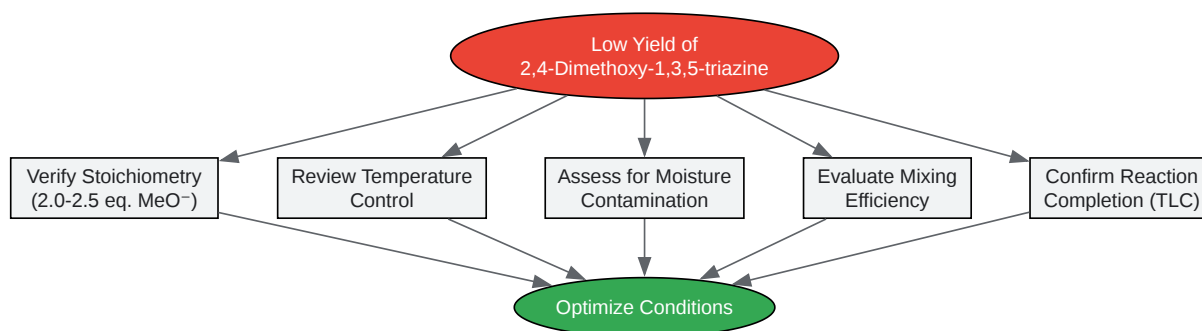 Low Yield of
2,4-Dimethoxy-1,3,5-triazine
Verify Stoichiometry
(2.0-2.5 eq. MeO⁻)
Review Temperature
Control
Assess for Moisture
Contamination
Evaluate Mixing
Efficiency
Confirm Reaction
Completion (TLC)
Optimize Conditions